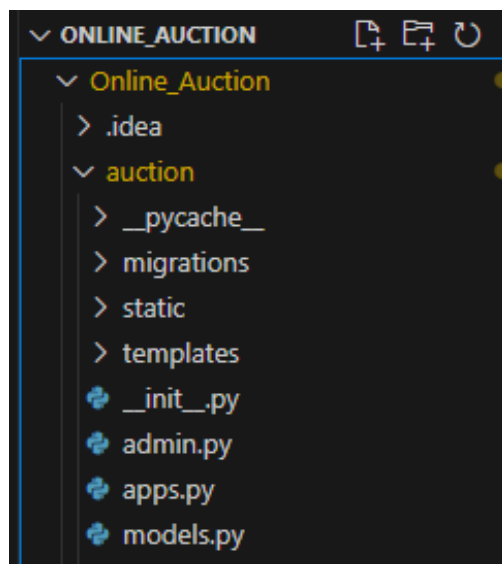 ONLINE_AUCTION
Online_Auction
.idea
auction
__pycache__
migrations
static
templates
__init__.py
admin.py
apps.py
models.py